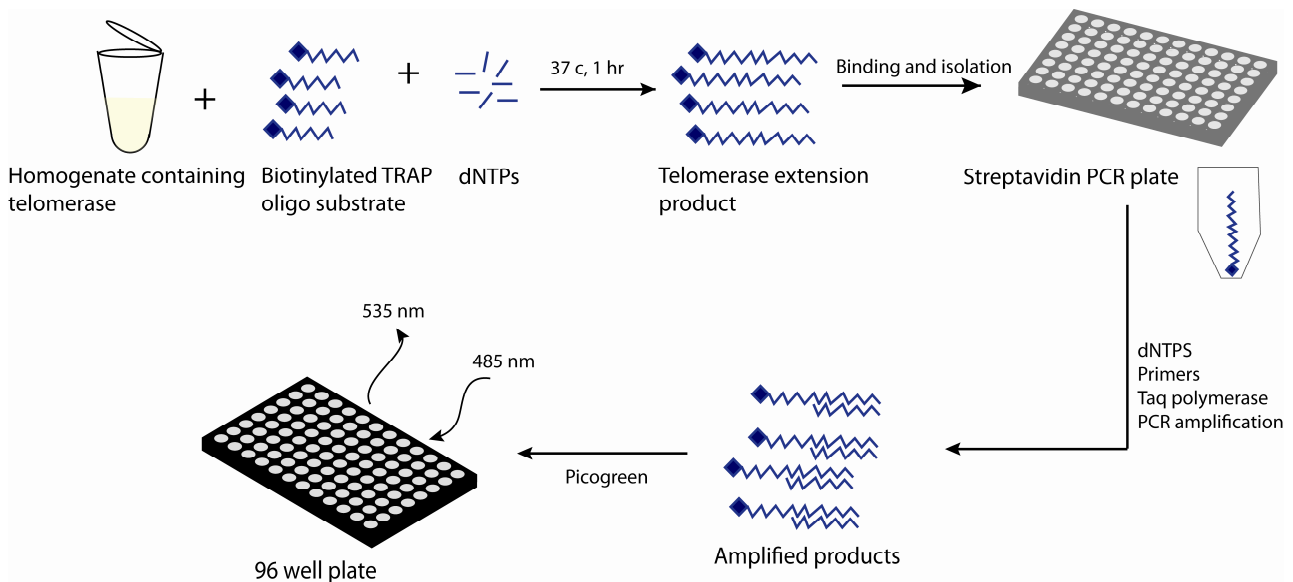 +
+
37 c, 1 hr
Binding and isolation
Homogenate containing
telomerase
Biotinylated TRAP
oligo substrate
dNTPs
Telomerase extension
product
Streptavidin PCR plate
dNTPS
Primers
Taq polymerase
PCR amplification
Amplified products
Picogreen
535 nm
485 nm
96 well plate